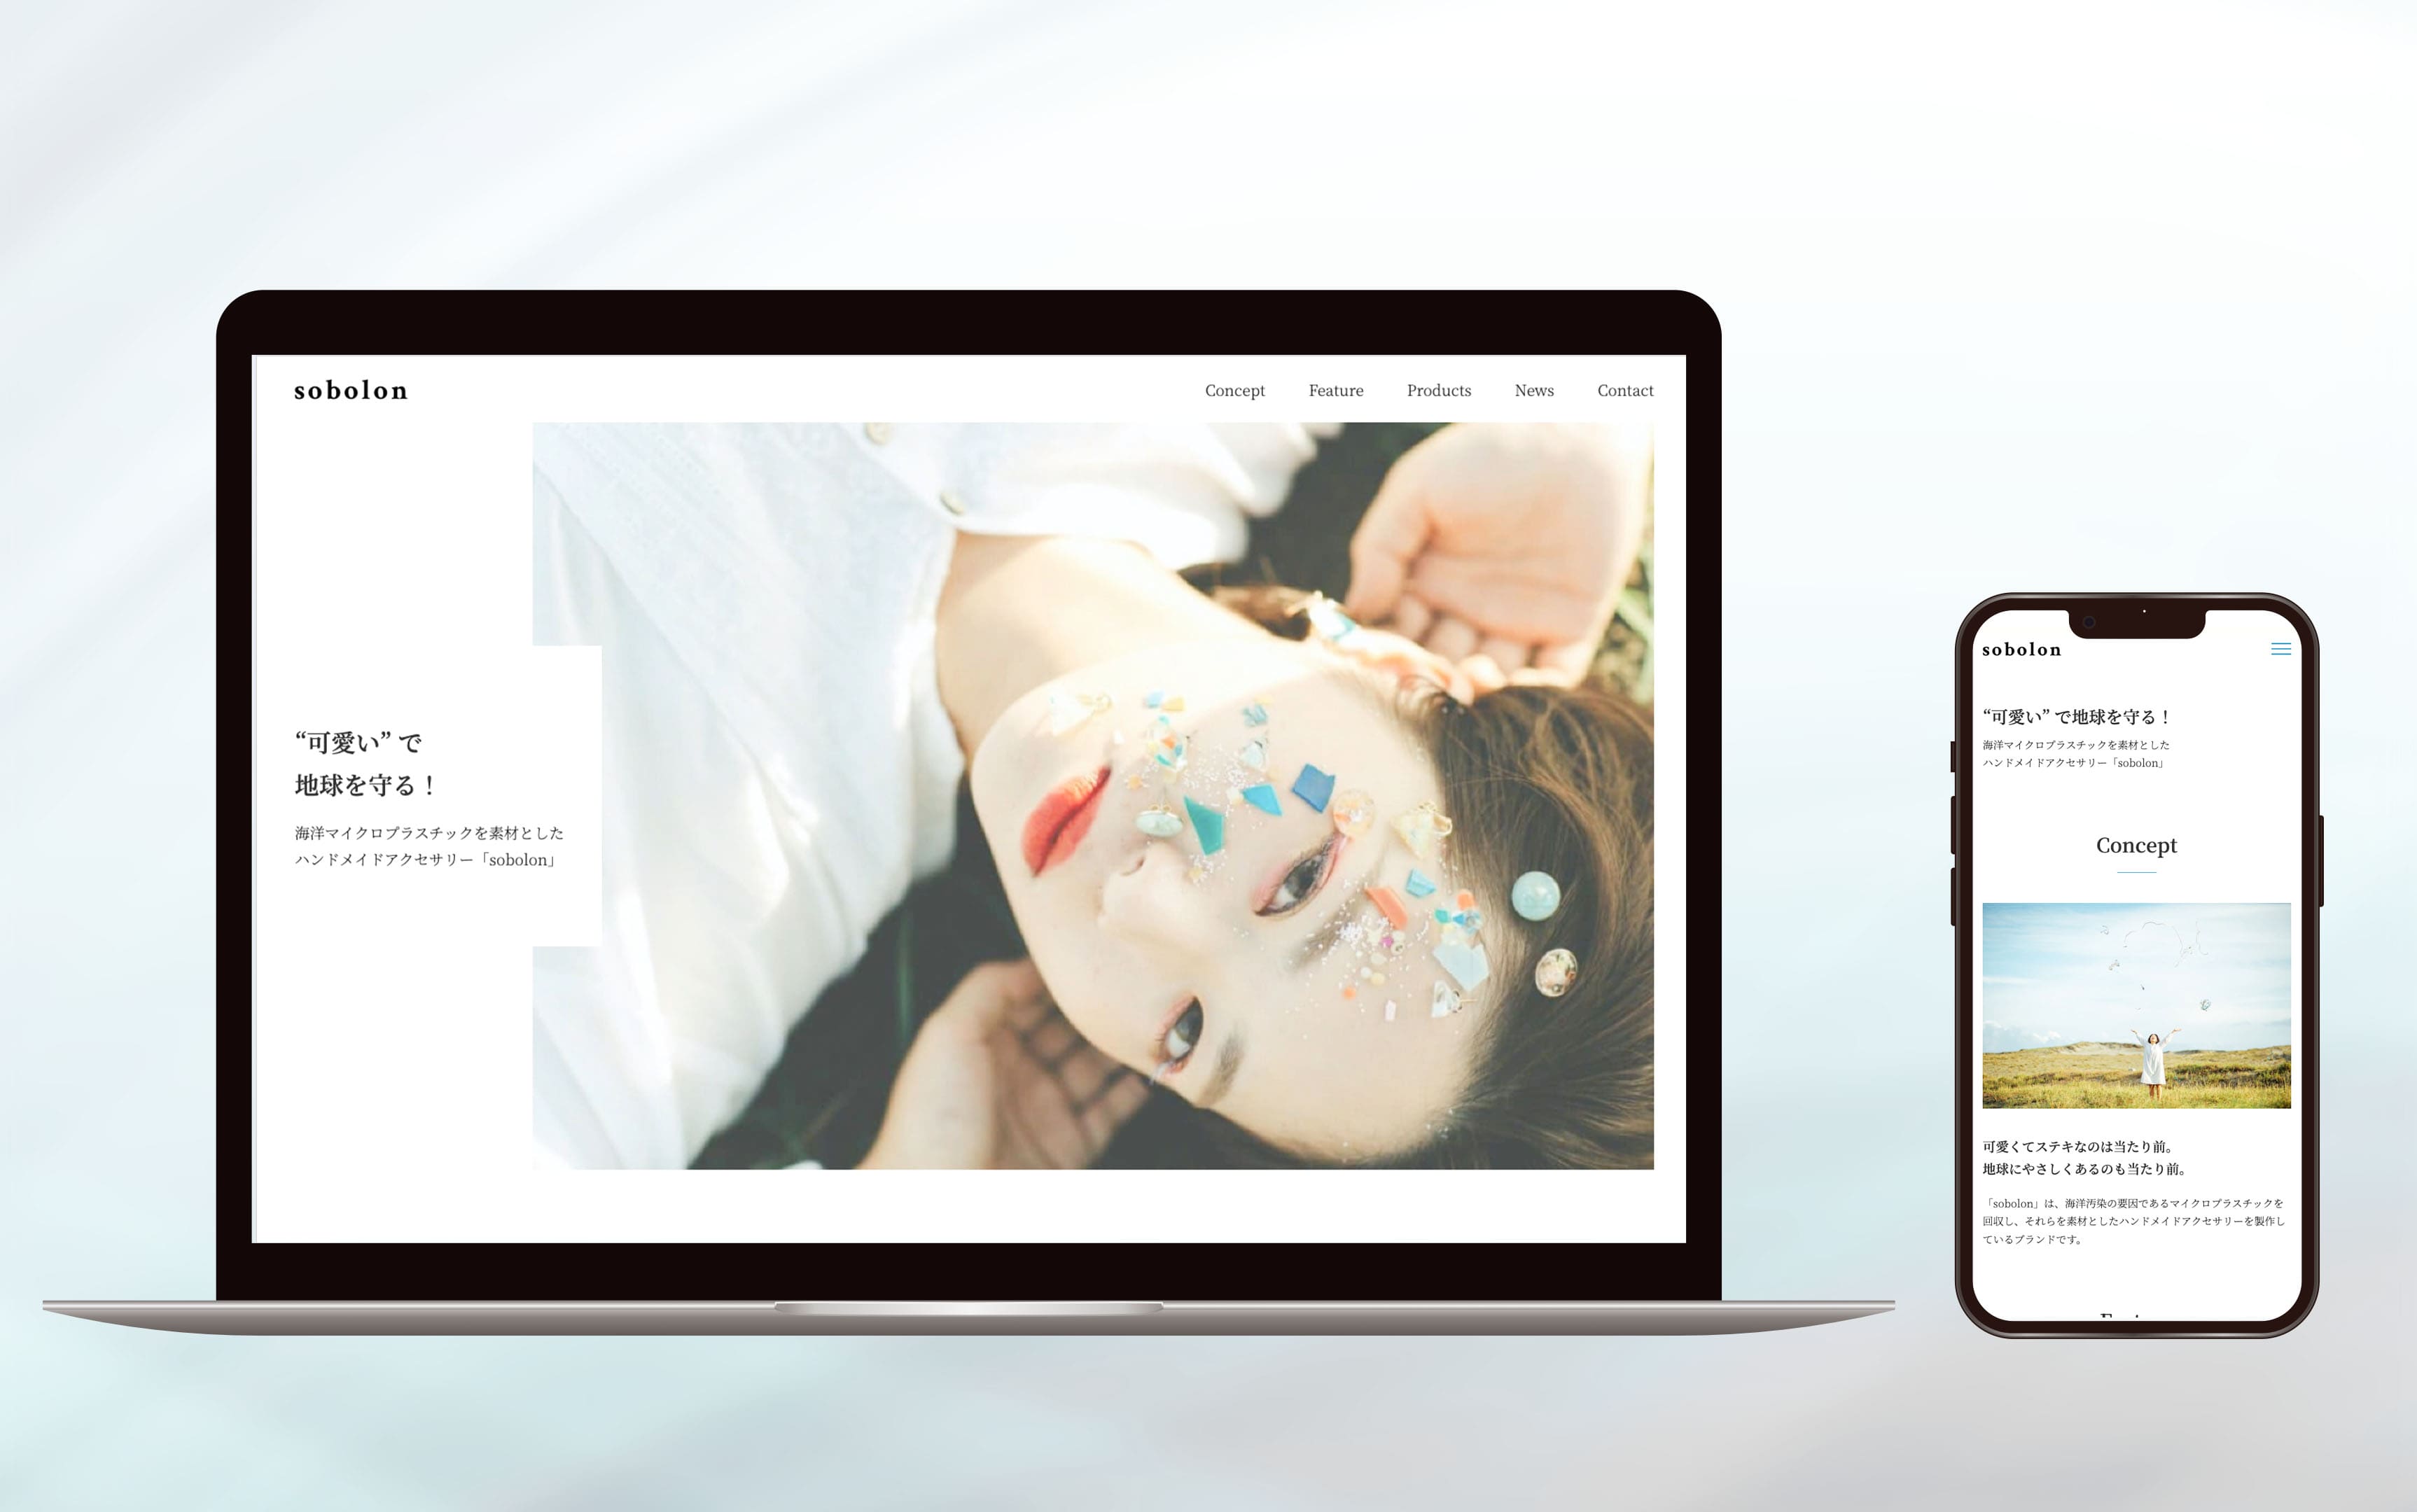 sobolon
Concept Feature Products News Contact
“可愛い” で
地球を守る！
海洋マイクロプラスチックを素材とした
ハンドメイドアクセサリー「sobolon」
sobolon
“可愛い” で地球を守る！
海洋マイクロプラスチックを素材とした
ハンドメイドアクセサリー「sobolon」
Concept
可愛くてステキなのは当たり前。
地球にやさしくあるのも当たり前。
「sobolon」は、海洋汚染の要因であるマイクロプラスチックを
回収し、それらを素材としたハンドメイドアクセサリーを製作し
ているブランドです。